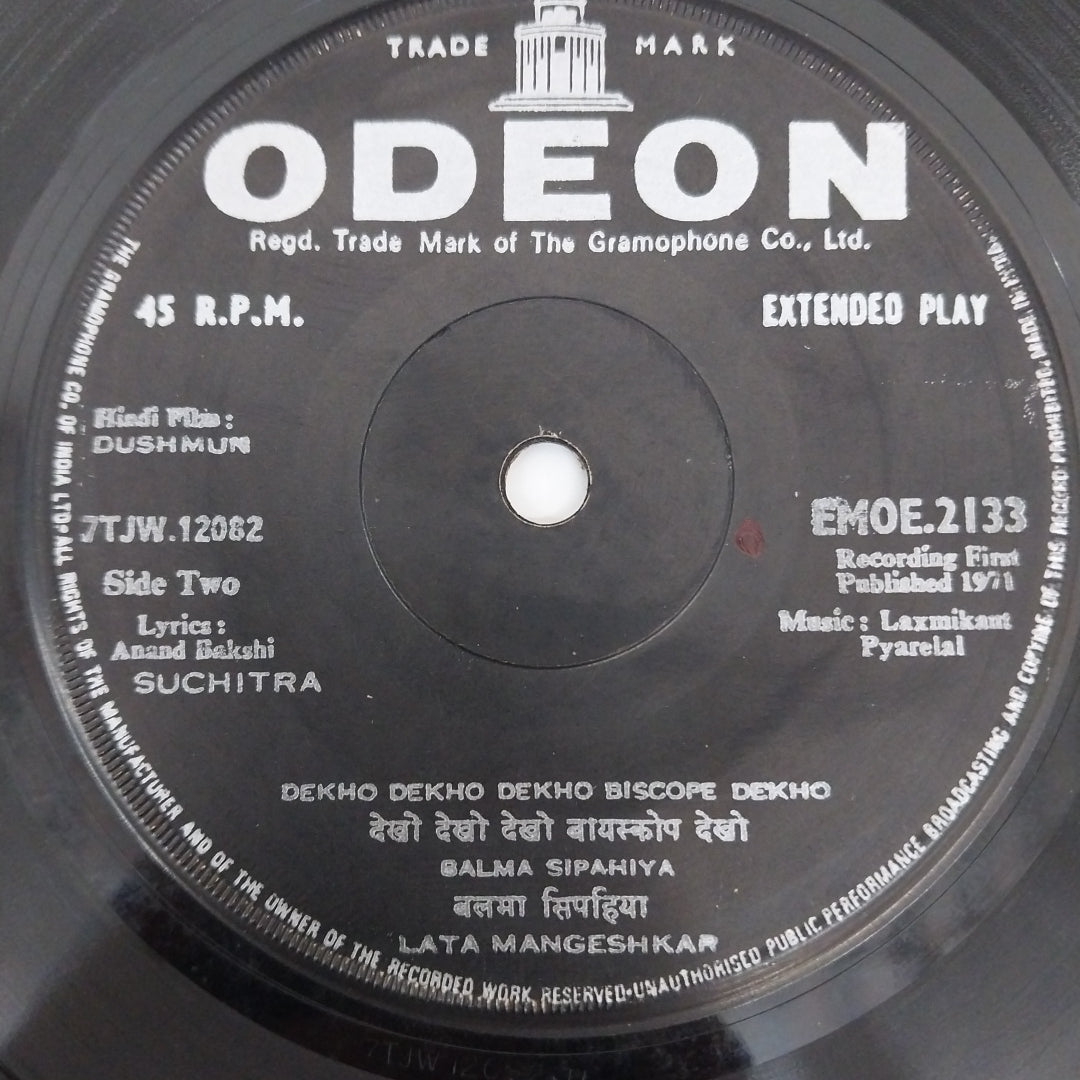 TRADE MARK
ODEON
Regd. Trade Mark of The Gramophone Co., Ltd.
45 R.P.M.
EXTENDED PLAY
Hindi Film:
DUSHMUN
7TJW.12082
Side Two
Lyrics:
Anand Bakshi
SUCHITRA
EMOE.2133
Recording First
Published 1971
Music: Laxmikant
Pyarelal
DEKHO DEKHO DEKHO BISCOPE DEKHO
देखो देखो देखो बायस्कोप देखो
BALMA SIPAHIYA
बलमा सिपहिया
LATA MANGESHKAR
THE GRAMOPHONE CO. OF INDIA LTD. ALL RIGHTS OF THE MANUFACTURER AND OF THE OWNER OF THE RECORDED WORK RESERVED·UNAUTHORISED PUBLIC PERFORMANCE BROADCASTING AND COPYING OF THIS RECORD PROHIBITED. MADE IN INDIA
7TJW 120